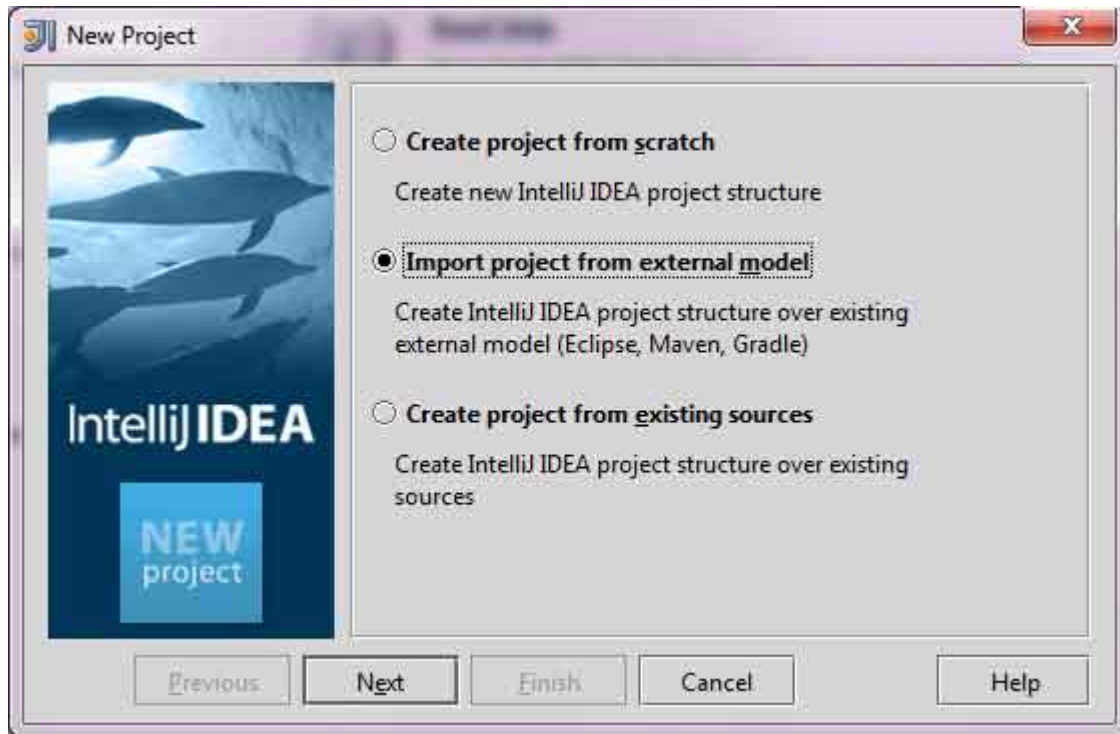 New Project
Create project from scratch
Create new IntelliJ IDEA project structure
Import project from external model
Create IntelliJ IDEA project structure over existing
external model (Eclipse, Maven, Gradle)
Create project from existing sources
Create IntelliJ IDEA project structure over existing
sources
IntelliJ IDEA
NEW
project
Previous
Next
Finish
Cancel
Help